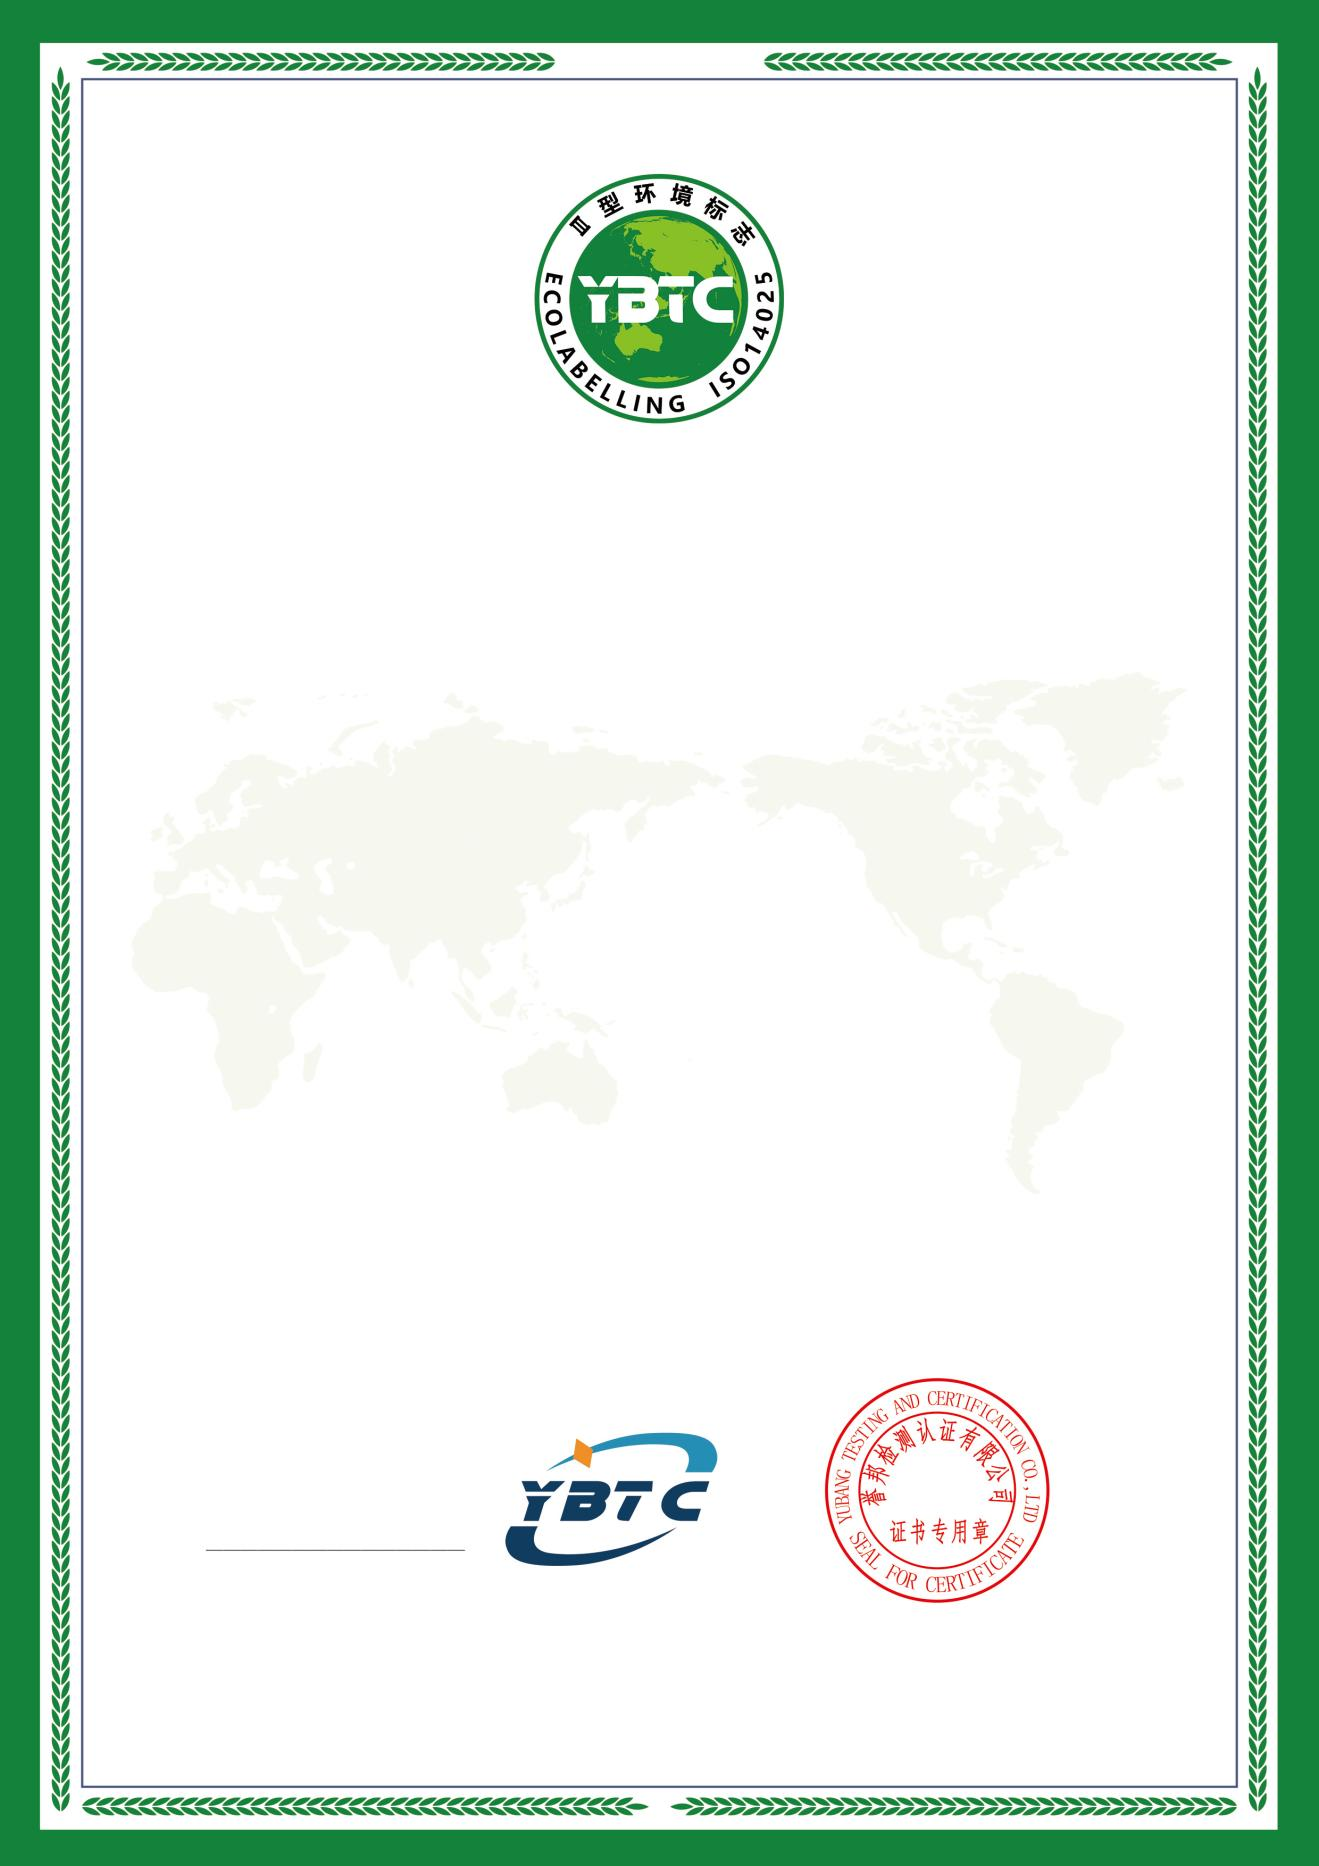 Ⅲ型环境标志
YBTC
ECOLABELLING ISO14025
YBTC
YUBANG TESTING AND CERTIFICATION CO.,LTD
誉邦检测认证有限公司
证书专用章
SEAL FOR CERTIFICATE